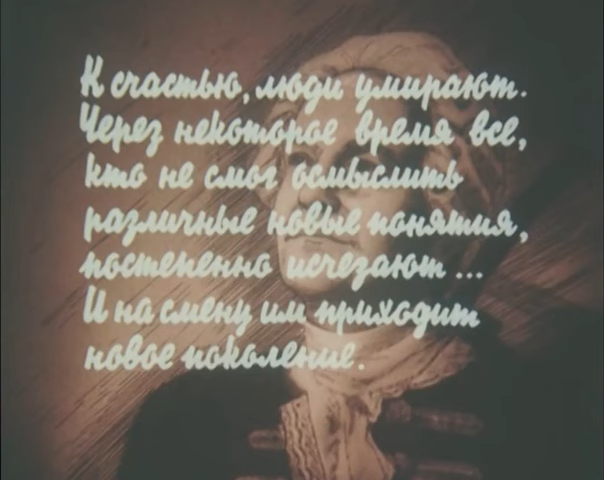 К счастью, люди умирают.
Через некоторое время все,
кто не смог осмыслить
различные новые понятия,
постепенно исчезают ...
И на смену им приходит
новое поколение.